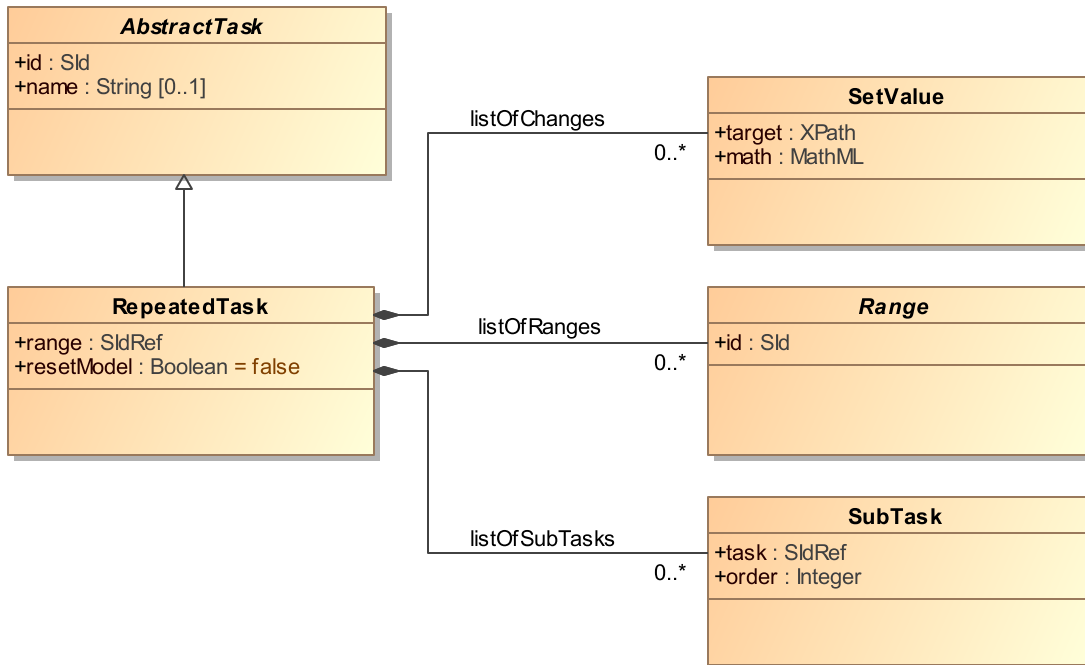 AbstractTask
+id : SId
+name : String [0..1]
listOfChanges
0..*
SetValue
+target : XPath
+math : MathML
RepeatedTask
+range : SIdRef
+resetModel : Boolean = false
listOfRanges
0..*
Range
+id : SId
listOfSubTasks
0..*
SubTask
+task : SIdRef
+order : Integer